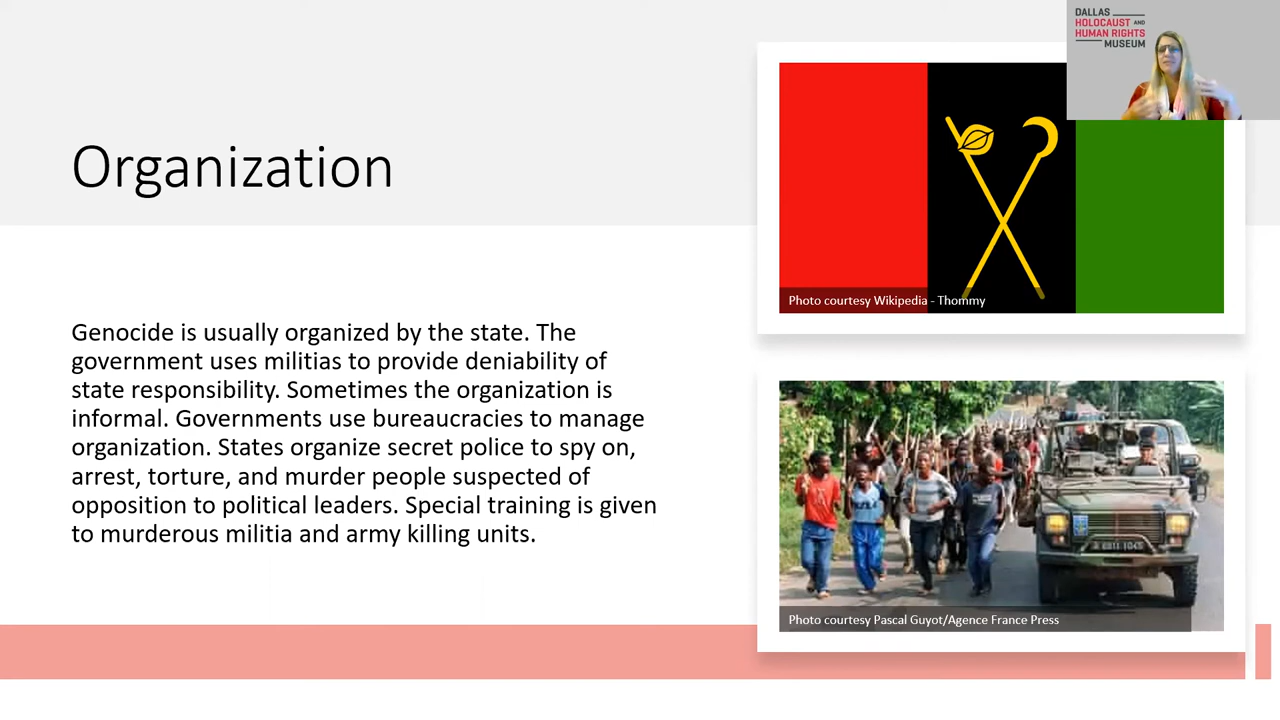 DALLAS
HOLOCAUST AND
HUMAN RIGHTS
MUSEUM
Organization
Photo courtesy Wikipedia - Thommy
Genocide is usually organized by the state. The
government uses militias to provide deniability of
state responsibility. Sometimes the organization is
informal. Governments use bureaucracies to manage
organization. States organize secret police to spy on,
arrest, torture, and murder people suspected of
opposition to political leaders. Special training is given
to murderous militia and army killing units.
Photo courtesy Pascal Guyot/Agence France Press